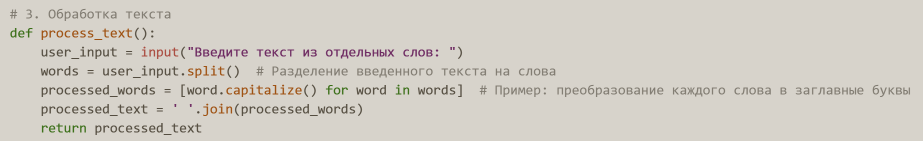 # 3. Обработка текста
def process_text():
    user_input = input("Введите текст из отдельных слов: ")
    words = user_input.split()  # Разделение введенного текста на слова
    processed_words = [word.capitalize() for word in words]  # Пример: преобразование каждого слова в заглавные буквы
    processed_text = ' '.join(processed_words)
    return processed_text